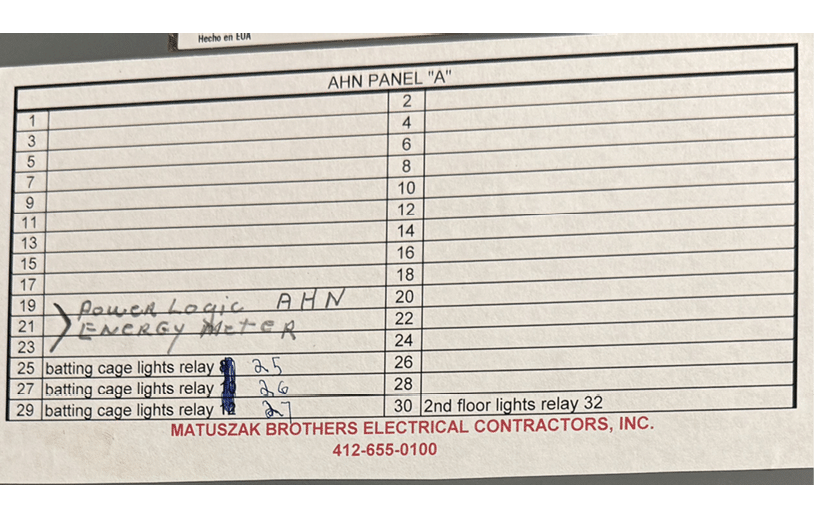 Hecho en EUA
AHN PANEL "A"
2
1
4
3
6
5
8
7
10
9
12
11
14
13
16
15
18
17
20
19 Power Logic AHN
22
21 ENERGY METER
24
23
26
25 batting cage lights relay 25
28
27 batting cage lights relay 26
29 batting cage lights relay 27
30 2nd floor lights relay 32
MATUSZAK BROTHERS ELECTRICAL CONTRACTORS, INC.
412-655-0100